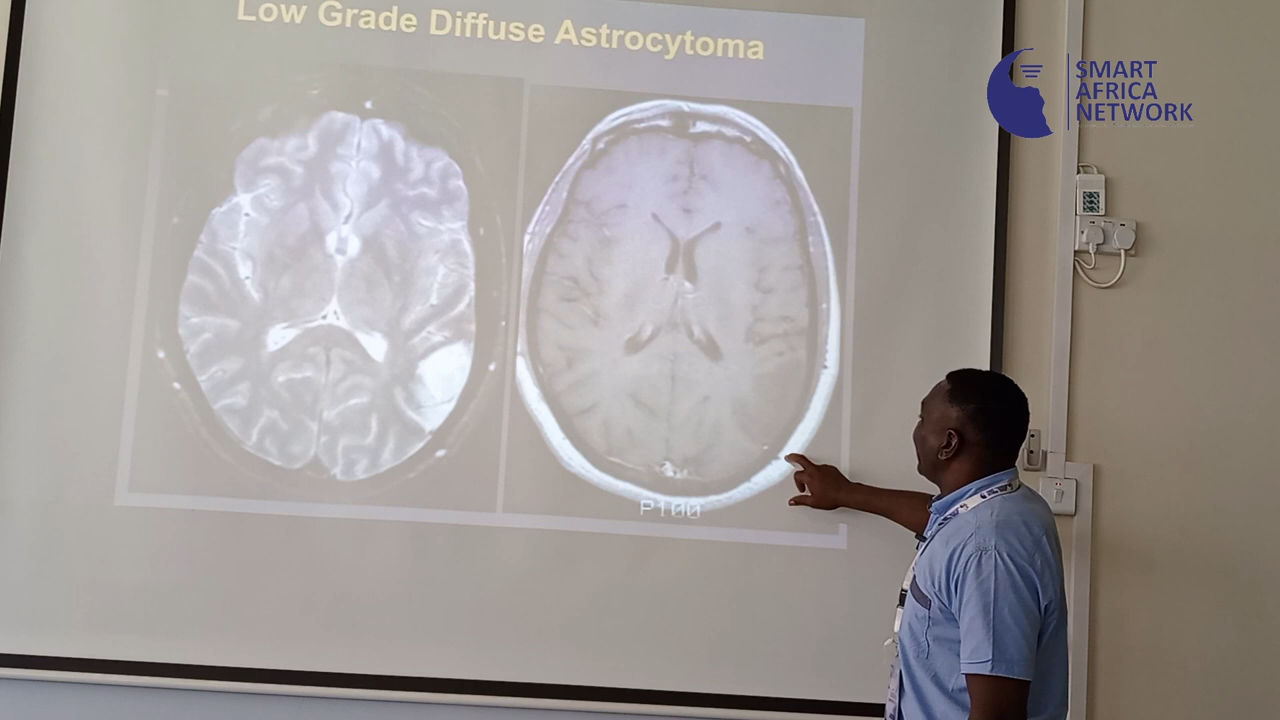 Low Grade Diffuse Astrocytoma
SMART
AFRICA
NETWORK
P100